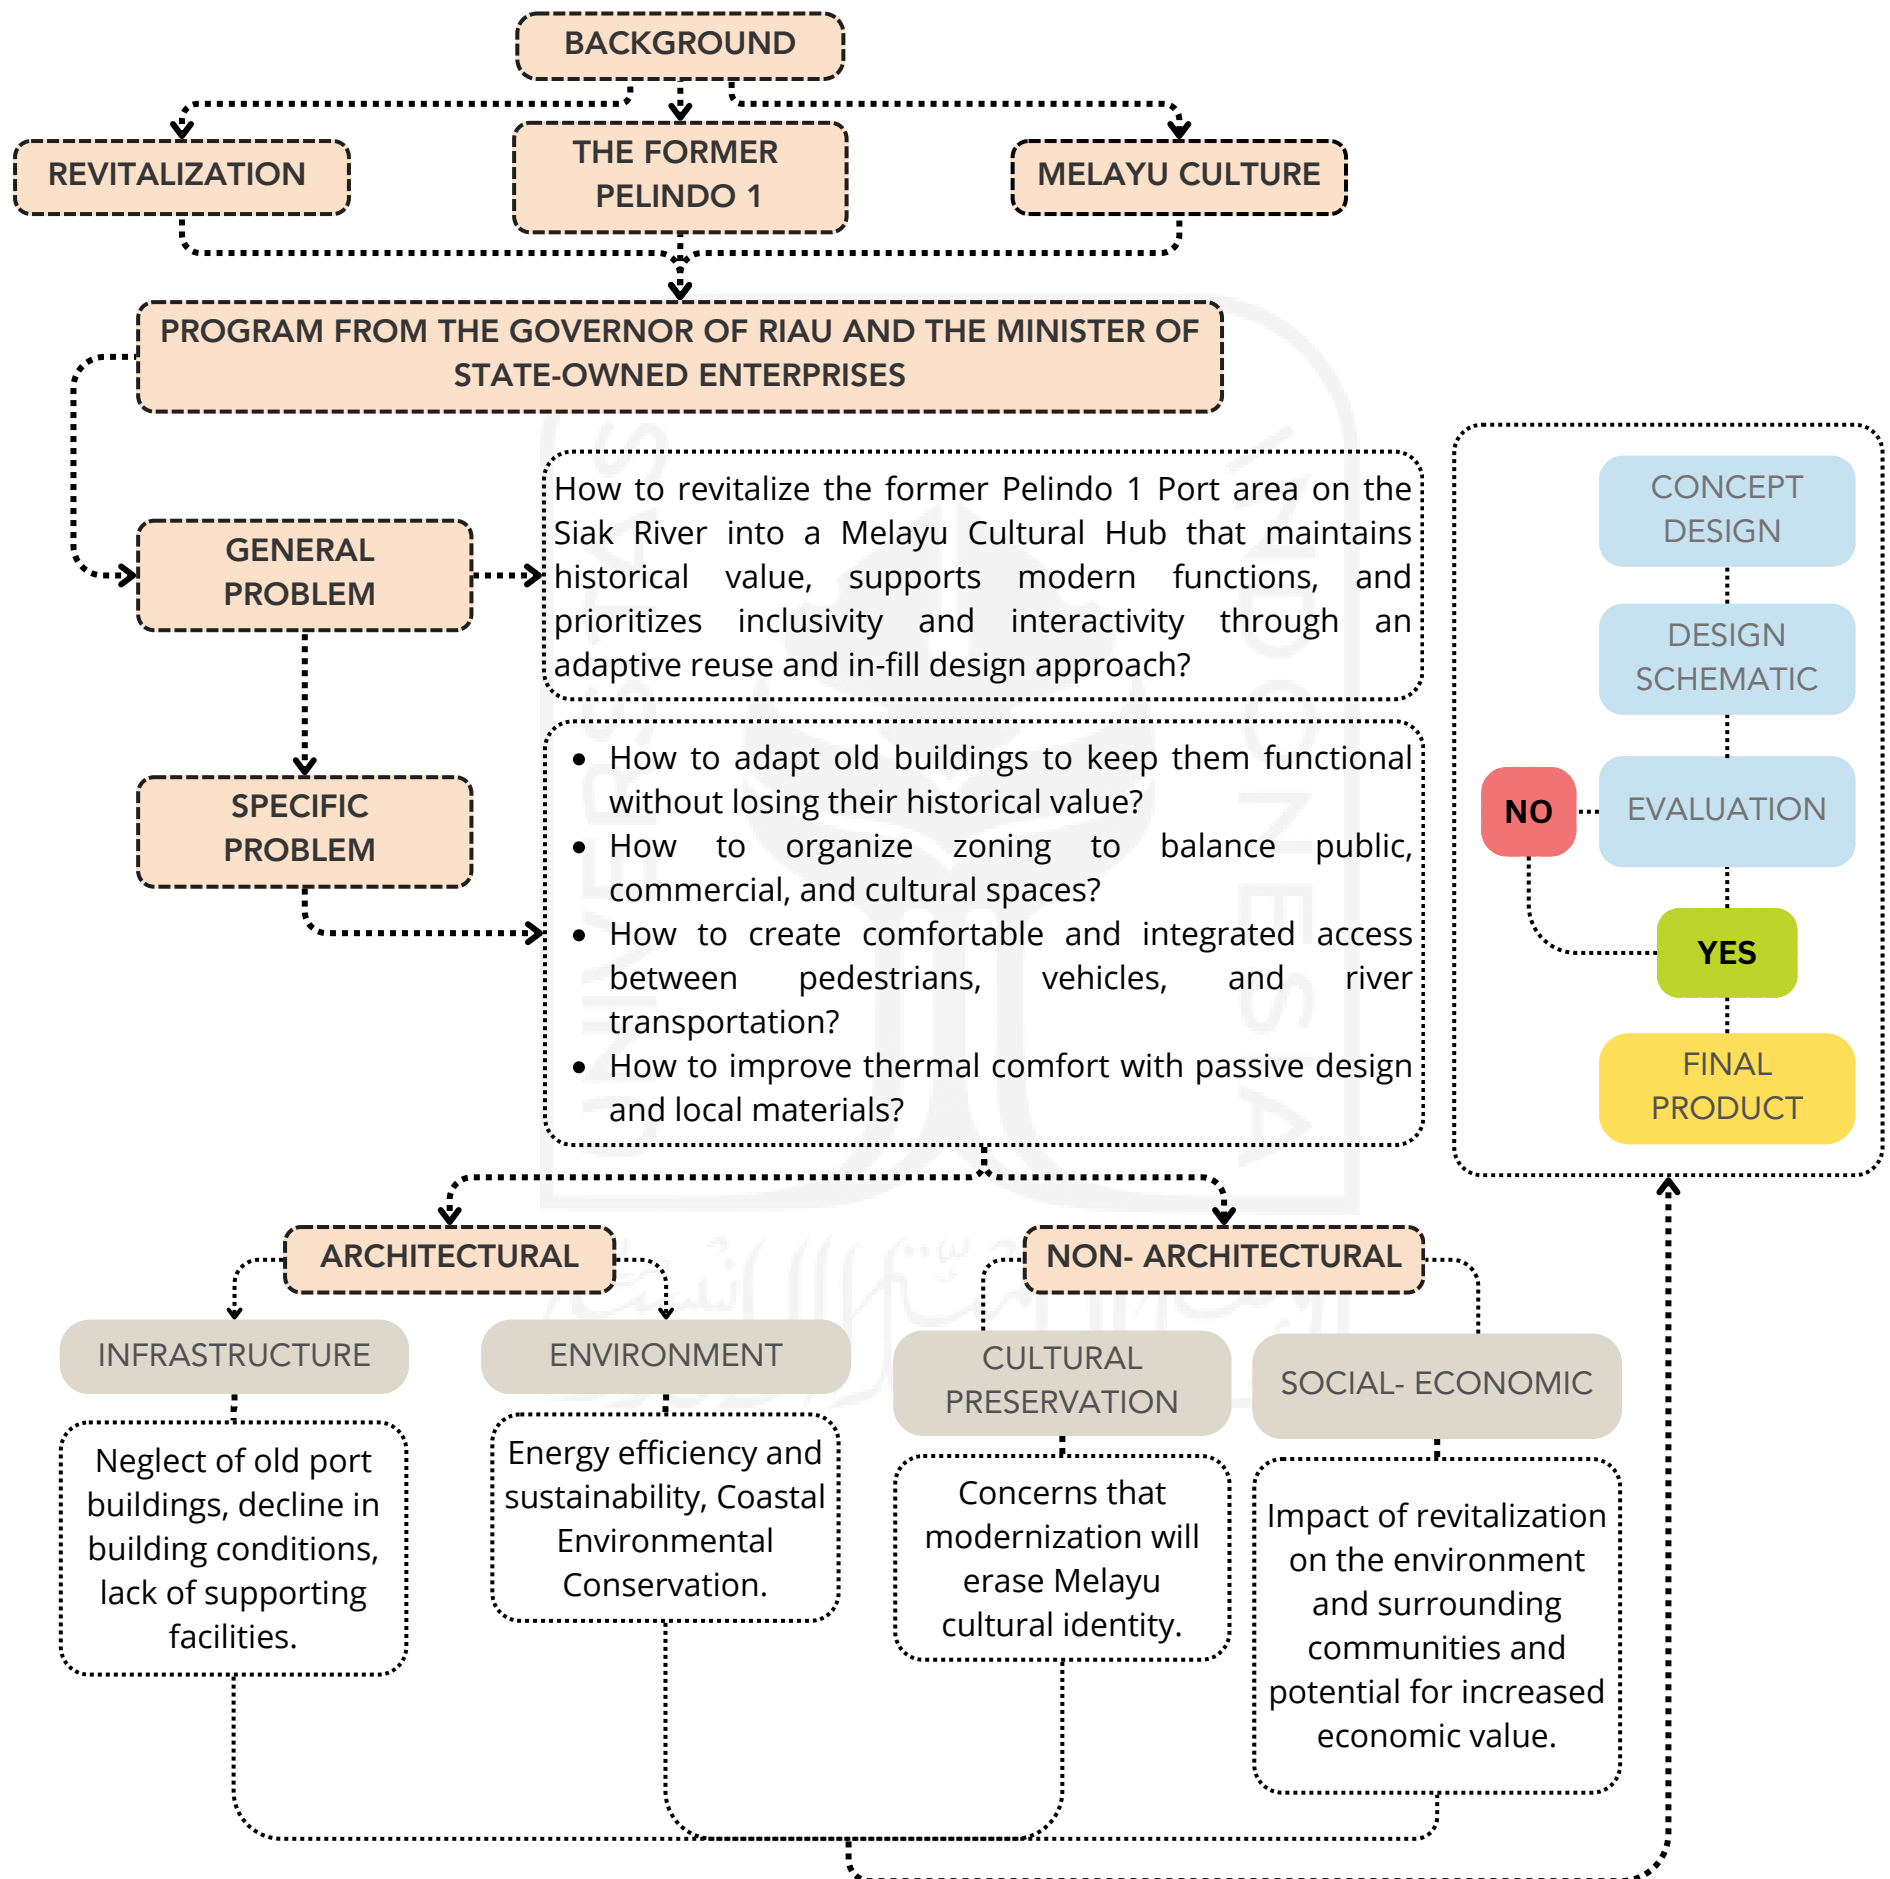 BACKGROUND
REVITALIZATION
THE FORMER
PELINDO 1
MELAYU CULTURE
PROGRAM FROM THE GOVERNOR OF RIAU AND THE MINISTER OF
STATE-OWNED ENTERPRISES
GENERAL
PROBLEM
How to revitalize the former Pelindo 1 Port area on the
Siak River into a Melayu Cultural Hub that maintains
historical value, supports modern functions, and
prioritizes inclusivity and interactivity through an
adaptive reuse and in-fill design approach?
SPECIFIC
PROBLEM
• How to adapt old buildings to keep them functional
without losing their historical value?
• How to organize zoning to balance public,
commercial, and cultural spaces?
• How to create comfortable and integrated access
between pedestrians, vehicles, and river
transportation?
• How to improve thermal comfort with passive design
and local materials?
ARCHITECTURAL
NON- ARCHITECTURAL
INFRASTRUCTURE
ENVIRONMENT
CULTURAL
PRESERVATION
SOCIAL- ECONOMIC
Neglect of old port
buildings, decline in
building conditions,
lack of supporting
facilities.
Energy efficiency and
sustainability, Coastal
Environmental
Conservation.
Concerns that
modernization will
erase Melayu
cultural identity.
Impact of revitalization
on the environment
and surrounding
communities and
potential for increased
economic value.
CONCEPT
DESIGN
DESIGN
SCHEMATIC
EVALUATION
NO
YES
FINAL
PRODUCT
UNIVERSITAS
INDONESIA